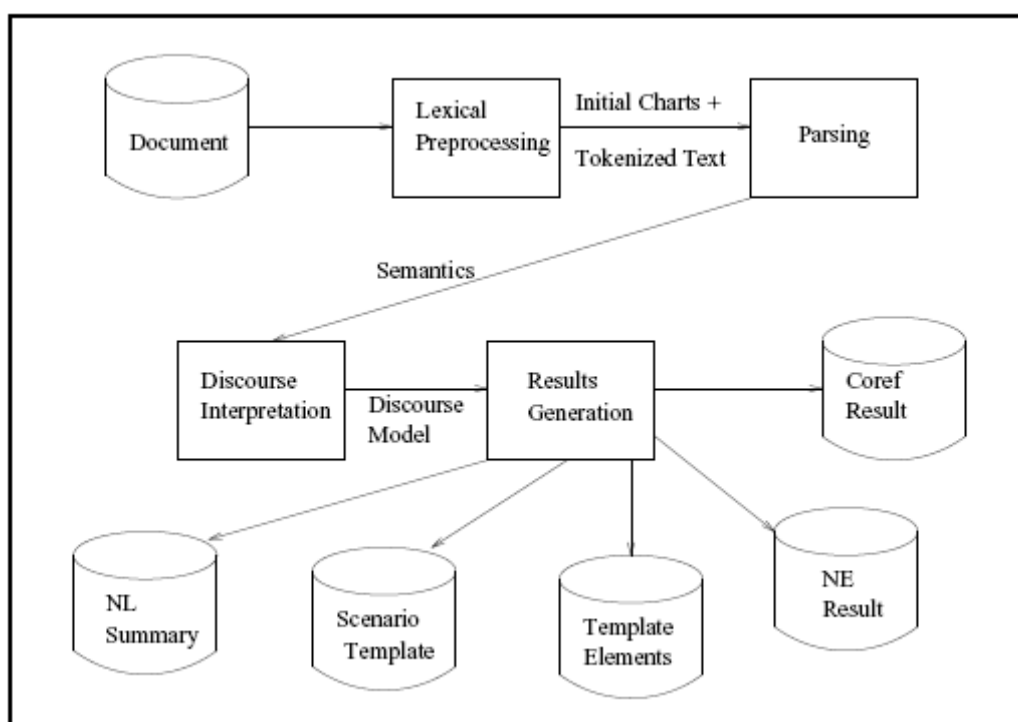 Document
Lexical
Preprocessing
Initial Charts +
Tokenized Text
Parsing
Semantics
Discourse
Interpretation
Discourse
Model
Results
Generation
Coref
Result
NL
Summary
Scenario
Template
Template
Elements
NE
Result